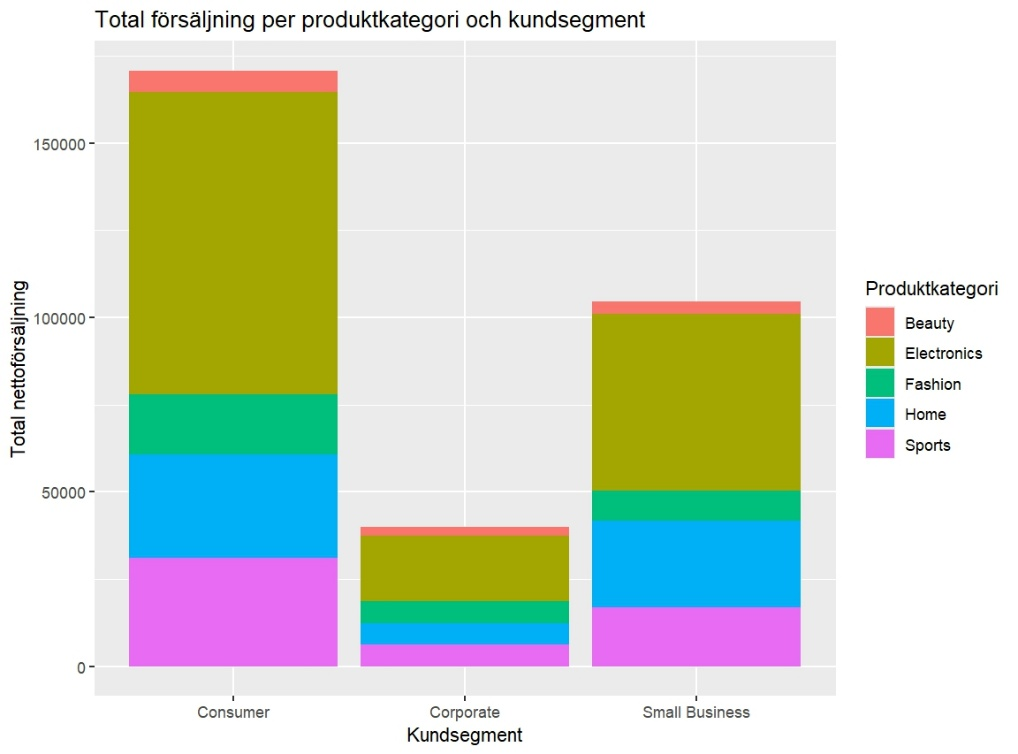 Total försäljning per produktkategori och kundsegment
Total nettoförsäljning
150000
100000
50000
0
Consumer
Corporate
Small Business
Kundsegment
Produktkategori
Beauty
Electronics
Fashion
Home
Sports